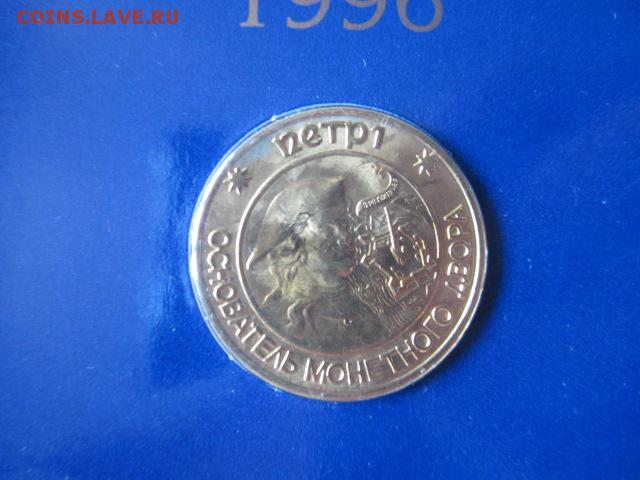 COINS.LAVE.RU
1996
ПЕТР I
ОСНОВАТЕЛЬ МОНЕТНОГО ДВОРА